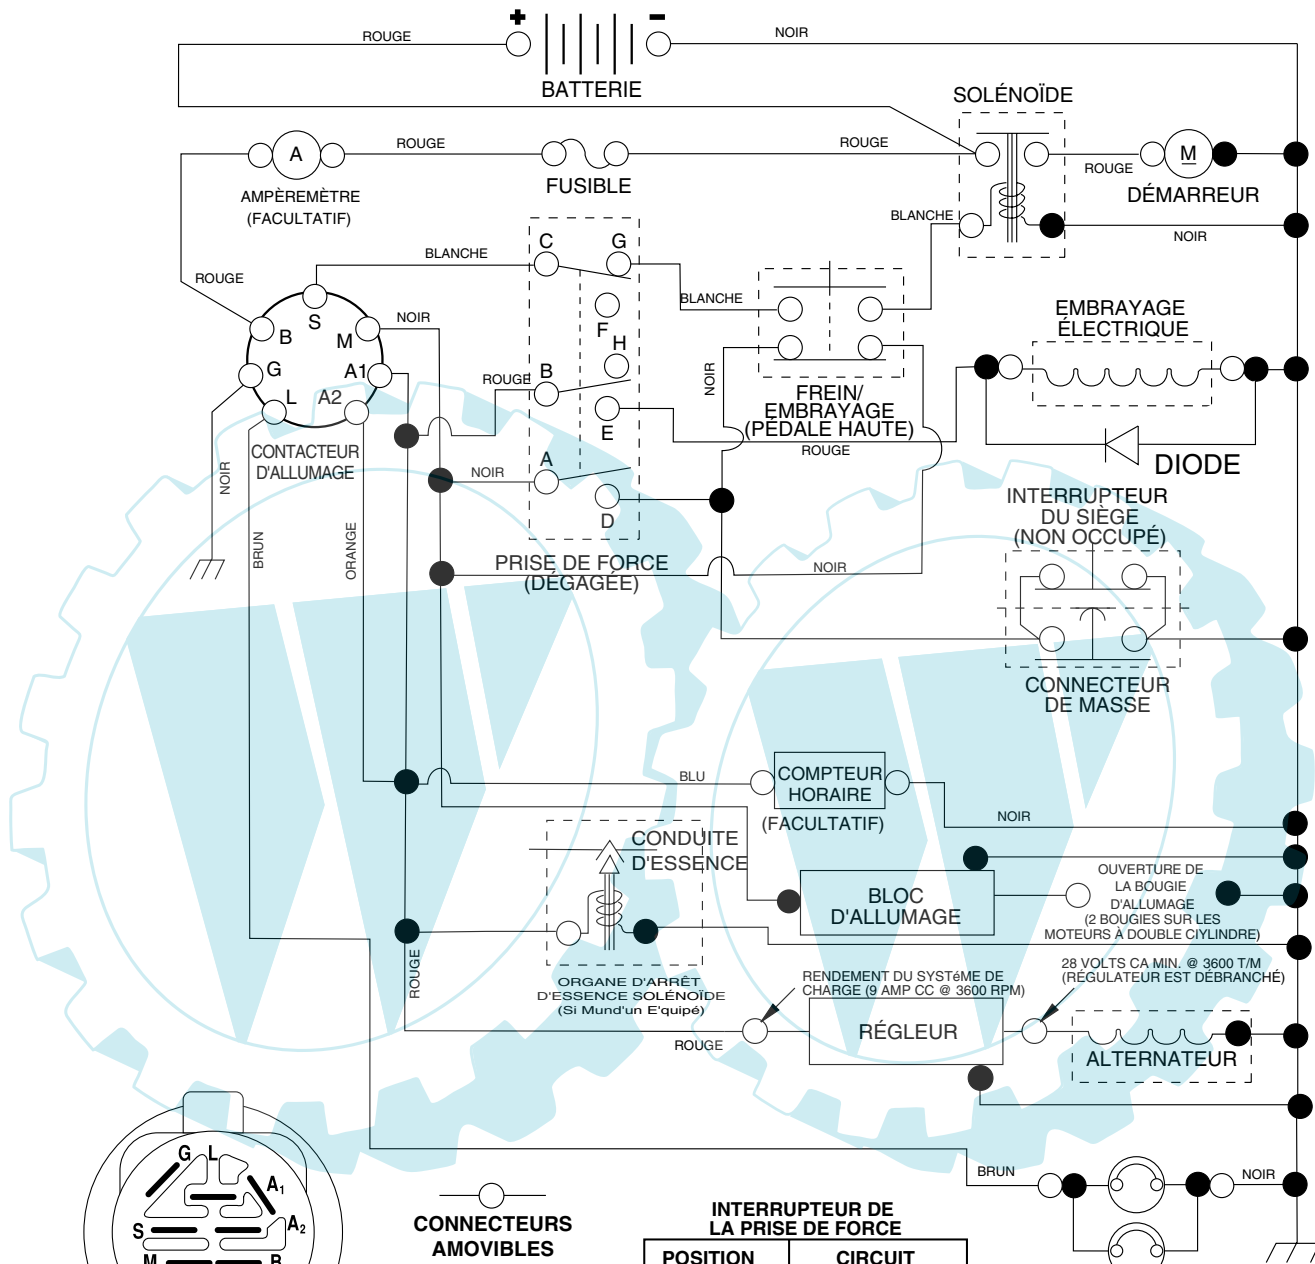 + −
ROUGE
NOIR
BATTERIE
SOLÉNOÏDE
ROUGE
ROUGE
A
M
ROUGE
FUSIBLE
DÉMARREUR
AMPÈREMÈTRE
(FACULTATIF)
BLANCHE
NOIR
C
G
BLANCHE
ROUGE
BLANCHE
S
NOIR
F
EMBRAYAGE
ÉLECTRIQUE
B
M
H
G
A1
ROUGE
B
NOIR
L
A2
E
FREIN/
EMBRAYAGE
(PÉDALE HAUTE)
ROUGE
CONTACTEUR
D'ALLUMAGE
A
NOIR
DIODE
NOIR
D
INTERRUPTEUR
DU SIÈGE
(NON OCCUPÉ)
BRUN
ORANGE
PRISE DE FORCE
(DÉGAGÉE)
NOIR
CONNECTEUR
DE MASSE
BLU
COMPTEUR
HORAIRE
(FACULTATIF)
NOIR
CONDUITE
D'ESSENCE
BLOC
D'ALLUMAGE
OUVERTURE DE
LA BOUGIE
D'ALLUMAGE
(2 BOUGIES SUR LES
MOTEURS À DOUBLE CIYLINDRE)
ROUGE
ORGANE D'ARRÊT
D'ESSENCE SOLÉNOÏDE
(Si Mund'un E'quipé)
RENDEMENT DU SYSTéME DE
CHARGE (9 AMP CC @ 3600 RPM)
28 VOLTS CA MIN. @ 3600 T/M
(RÉGULATEUR EST DÉBRANCHÉ)
ROUGE
RÉGLEUR
ALTERNATEUR
G L
A1
A2
S
M
B
BRUN
NOIR
CONNECTEURS
AMOVIBLES
INTERRUPTEUR DE
LA PRISE DE FORCE
POSITION CIRCUIT